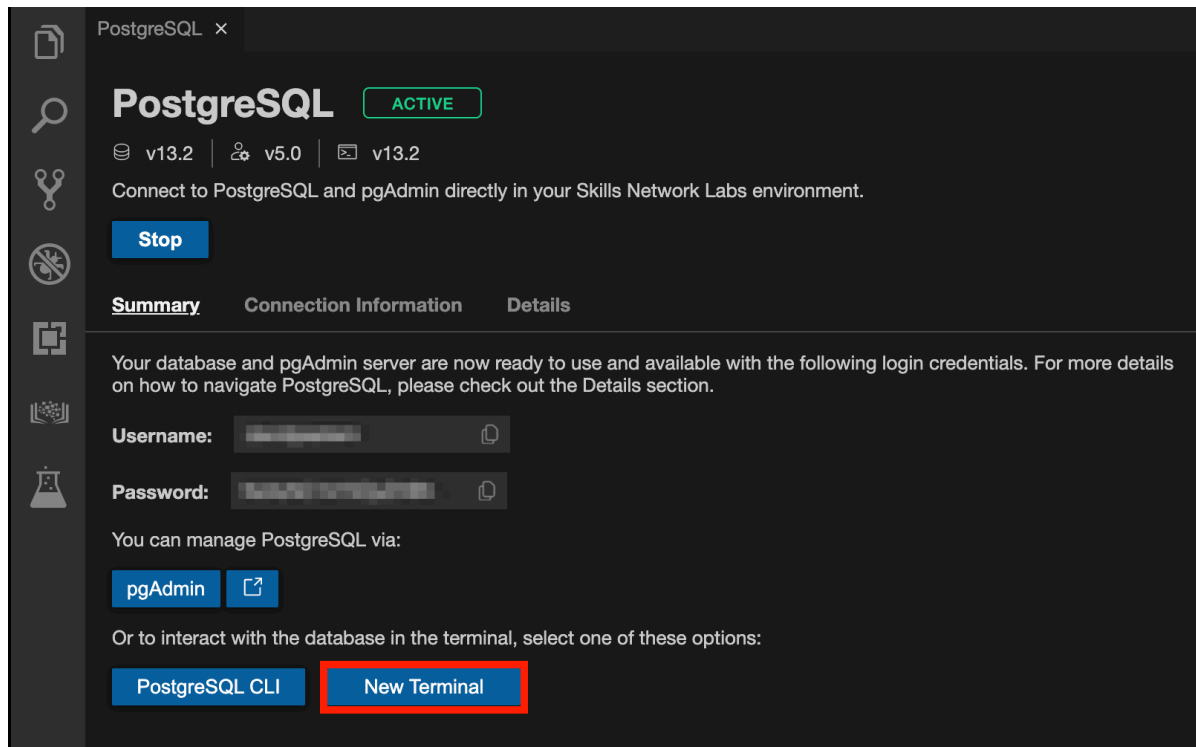 PostgreSQL ×
PostgreSQL ACTIVE
v13.2 v5.0 v13.2
Connect to PostgreSQL and pgAdmin directly in your Skills Network Labs environment.
Stop
Summary Connection Information Details
Your database and pgAdmin server are now ready to use and available with the following login credentials. For more details
on how to navigate PostgreSQL, please check out the Details section.
Username:
Password:
You can manage PostgreSQL via:
pgAdmin
Or to interact with the database in the terminal, select one of these options:
PostgreSQL CLI New Terminal